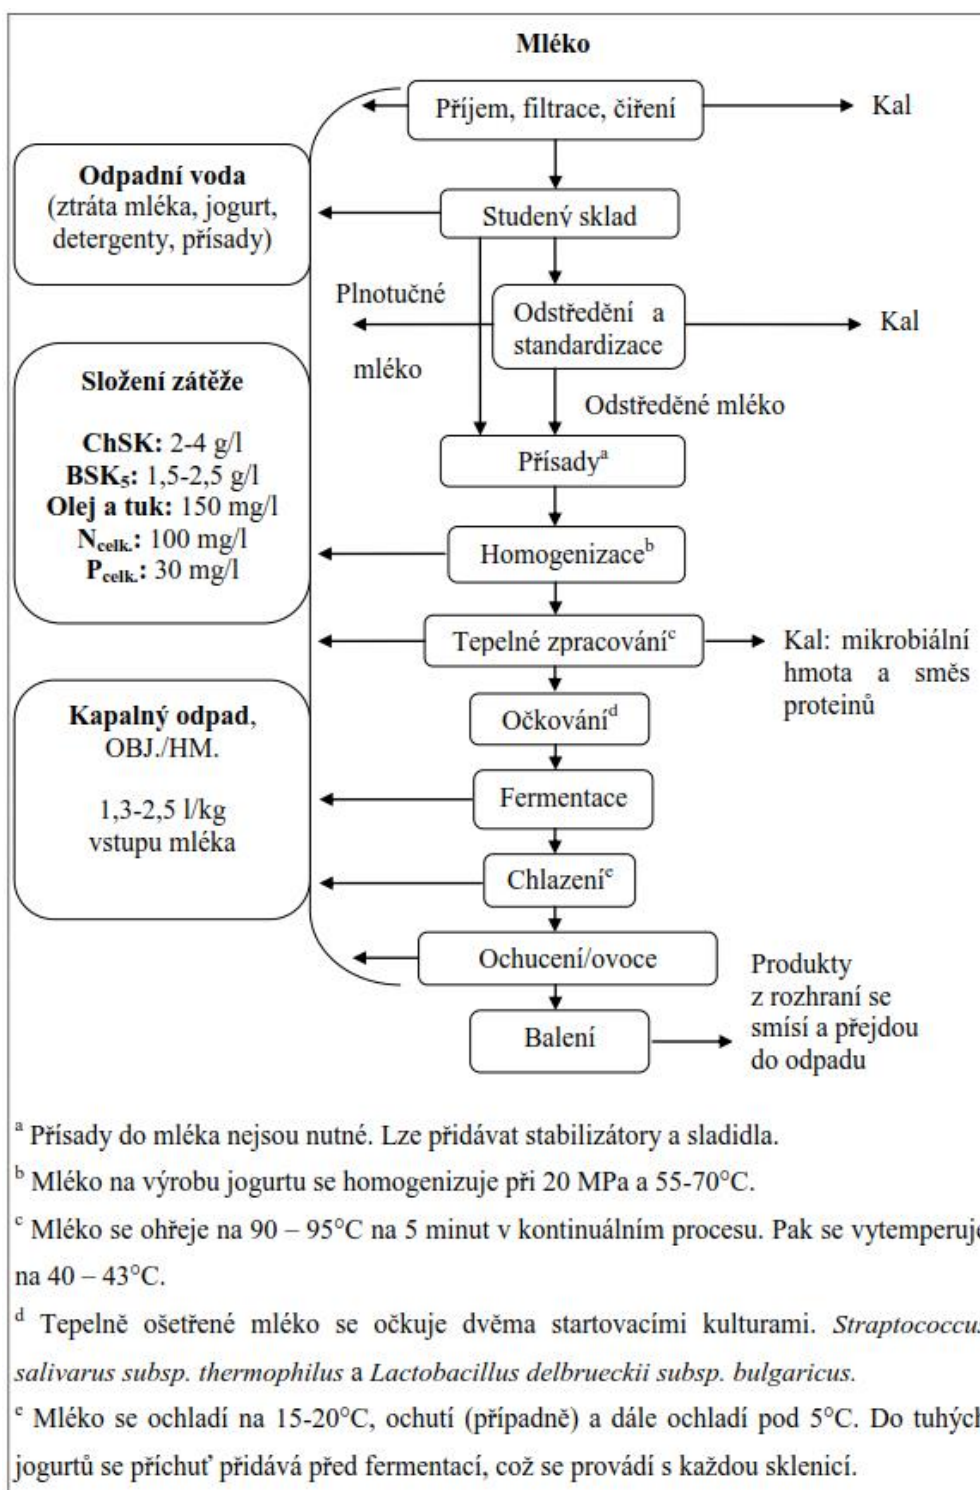 Mléko
Příjem, filtrace, čiření
Kal
Odpadní voda
(ztráta mléka, jogurt,
detergenty, přísady)
Studený sklad
Plnotučné
mléko
Odstředění a
standardizace
Kal
Odstředěné mléko
Složení zátěže
ChSK: 2-4 g/l
BSK₅: 1,5-2,5 g/l
Olej a tuk: 150 mg/l
Ncelk.: 100 mg/l
Pcelk.: 30 mg/l
Přísadyᵃ
Homogenizaceᵇ
Tepelné zpracováníᶜ
Kal: mikrobiální
hmota a směs
proteinů
Kapalný odpad,
OBJ./HM.
1,3-2,5 l/kg
vstupu mléka
Očkováníᵈ
Fermentace
Chlazeníᵉ
Ochucení/ovoce
Produkty
z rozhraní se
smísí a přejdou
do odpadu
Balení
ᵃ Přísady do mléka nejsou nutné. Lze přidávat stabilizátory a sladidla.
ᵇ Mléko na výrobu jogurtu se homogenizuje při 20 MPa a 55-70°C.
ᶜ Mléko se ohřeje na 90 – 95°C na 5 minut v kontinuálním procesu. Pak se vytemperuje
na 40 – 43°C.
ᵈ Tepelně ošetřené mléko se očkuje dvěma startovacími kulturami. Straptococcu
salivarus subsp. thermophilus a Lactobacillus delbrueckii subsp. bulgaricus.
ᵉ Mléko se ochladí na 15-20°C, ochutí (případně) a dále ochladí pod 5°C. Do tuhých
jogurtů se příchuť přidává před fermentací, což se provádí s každou sklenicí.